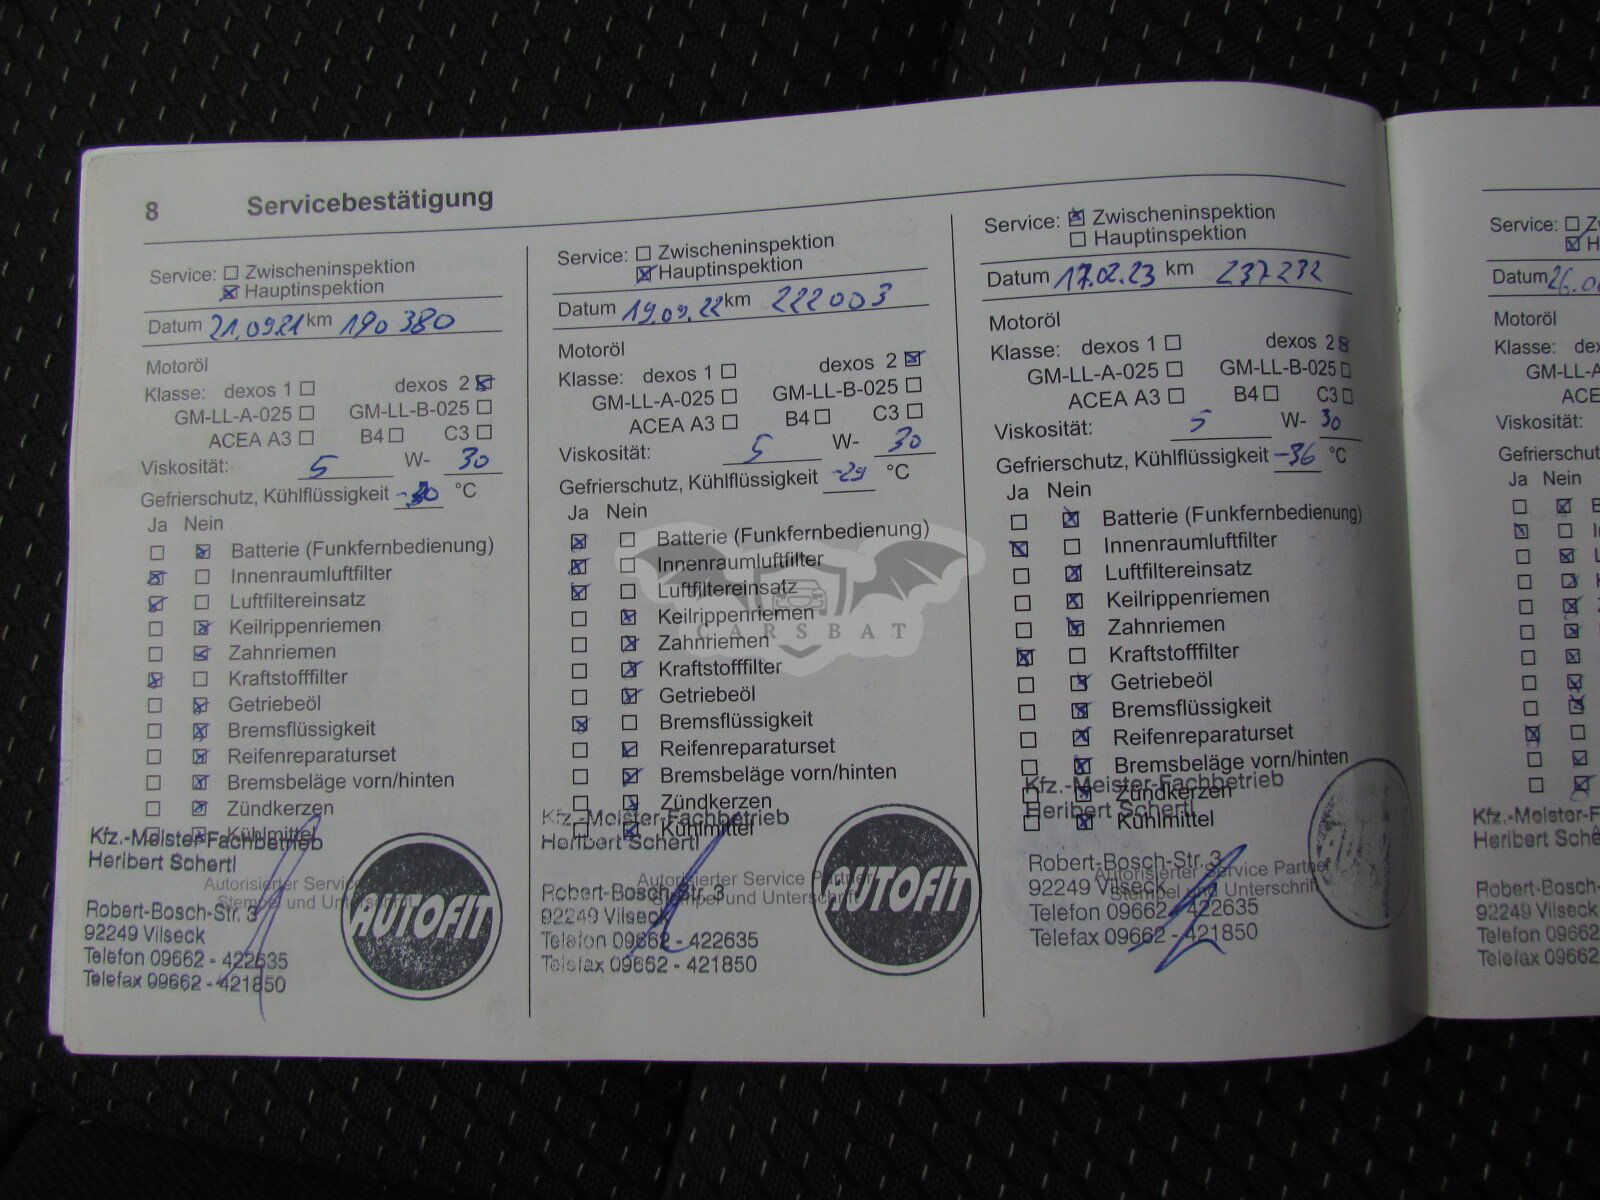 8 Servicebestätigung
Service: Zwischeninspektion
Hauptinspektion
Datum 21.09.21 km 190 380
Motoröl
Klasse: dexos 1 dexos 2
GM-LL-A-025 GM-LL-B-025
ACEA A3 B4 C3
Viskosität: 5 W- 30
Gefrierschutz, Kühlflüssigkeit -30 °C
Ja Nein
Batterie (Funkfernbedienung)
Innenraumluftfilter
Luftfiltereinsatz
Keilrippenriemen
Zahnriemen
Kraftstofffilter
Getriebeöl
Bremsflüssigkeit
Reifenreparaturset
Bremsbeläge vorn/hinten
Zündkerzen
Kühlmittel
Kfz.-Meister-Fachbetrieb
Heribert Schertl
Autorisierter Service
Stempel und Unterschrift
Robert-Bosch-Str. 3
92249 Vilseck
Telefon 09662 - 422635
Telefax 09662 - 421850
AUTOFIT
Service: Zwischeninspektion
Hauptinspektion
Datum 19.09.22 km 222003
Motoröl
Klasse: dexos 1 dexos 2
GM-LL-A-025 GM-LL-B-025
ACEA A3 B4 C3
Viskosität: 5 W- 30
Gefrierschutz, Kühlflüssigkeit -29 °C
Ja Nein
Batterie (Funkfernbedienung)
Innenraumluftfilter
Luftfiltereinsatz
Keilrippenriemen
CARSBAT
Zahnriemen
Kraftstofffilter
Getriebeöl
Bremsflüssigkeit
Reifenreparaturset
Bremsbeläge vorn/hinten
Zündkerzen
Kühlmittel
Kfz.-Meister-Fachbetrieb
Heribert Schertl
Autorisierter Service Partner
Stempel und Unterschrift
Robert-Bosch-Str. 3
92249 Vilseck
Telefon 09662 - 422635
Telefax 09662 - 421850
AUTOFIT
Service: Zwischeninspektion
Hauptinspektion
Datum 17.02.23 km 237232
Motoröl
Klasse: dexos 1 dexos 2
GM-LL-A-025 GM-LL-B-025
ACEA A3 B4 C3
Viskosität: 5 W- 30
Gefrierschutz, Kühlflüssigkeit -36 °C
Ja Nein
Batterie (Funkfernbedienung)
Innenraumluftfilter
Luftfiltereinsatz
Keilrippenriemen
Zahnriemen
Kraftstofffilter
Getriebeöl
Bremsflüssigkeit
Reifenreparaturset
Bremsbeläge vorn/hinten
Zündkerzen
Kühlmittel
Kfz.-Meister-Fachbetrieb
Heribert Schertl
Autorisierter Service Partner
Stempel und Unterschrift
Robert-Bosch-Str. 3
92249 Vilseck
Telefon 09662 - 422635
Telefax 09662 - 421850
Service:
Datum
Motoröl
Klasse:
GM-LL-A
Viskosität:
Ja Nein
Kfz.-Meister-F
Heribert Sche
Robert-Bosch-
92249 Vilseck
Telefon 09662
Telefax 09662